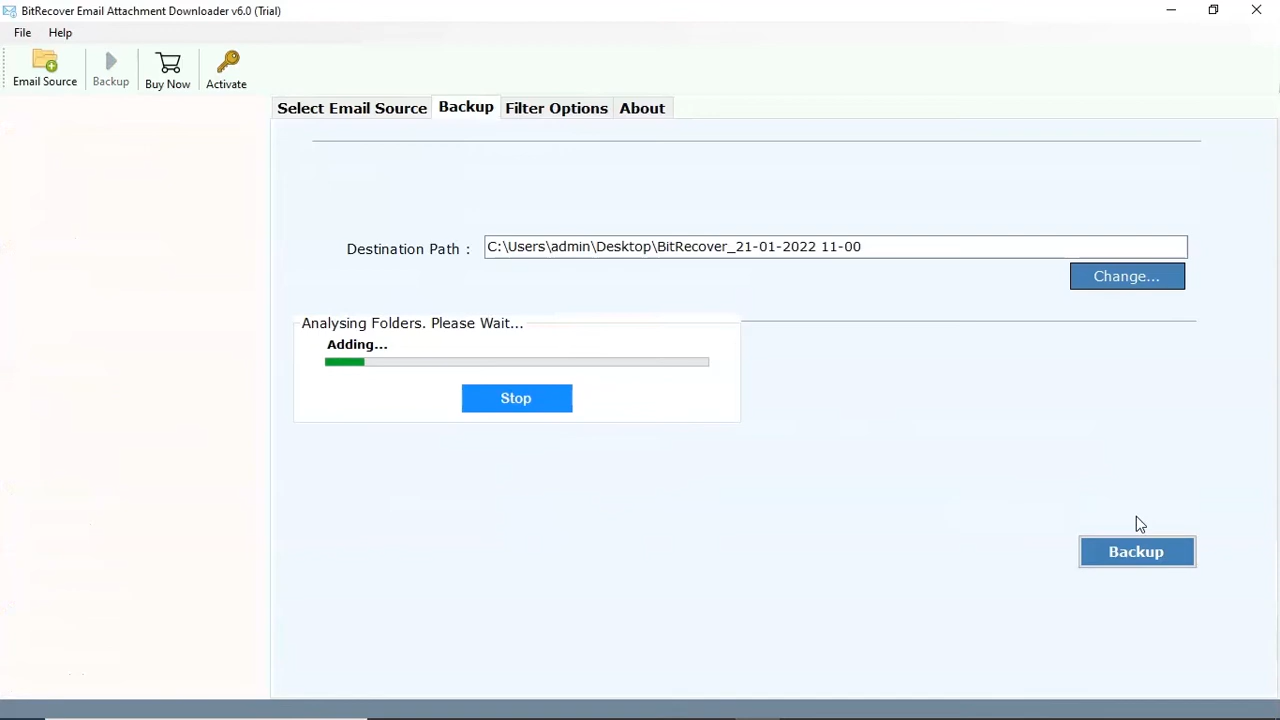 BitRecover Email Attachment Downloader v6.0 (Trial)
File Help
Email Source Backup Buy Now Activate
Select Email Source Backup Filter Options About
Destination Path : C:\Users\admin\Desktop\BitRecover_21-01-2022 11-00
Change...
Analysing Folders. Please Wait...
Adding...
Stop
Backup